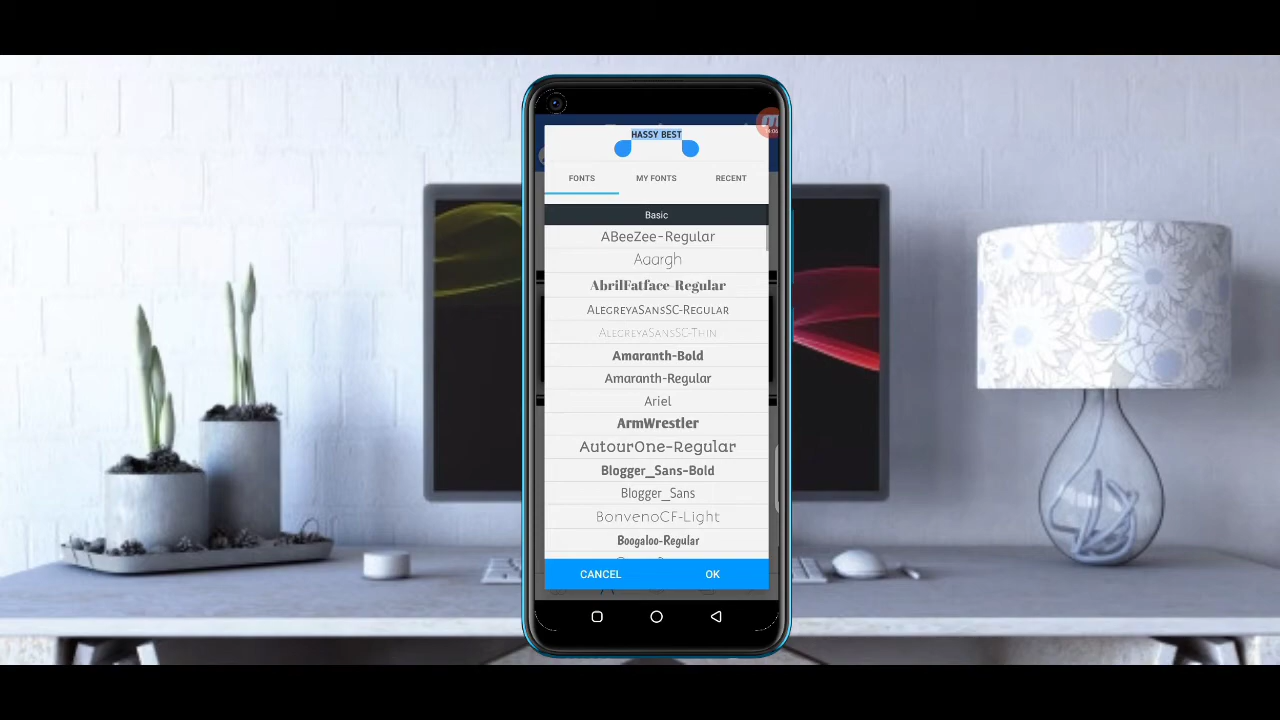 HASSY BEST
FONTS
MY FONTS
RECENT
Basic
ABeeZee-Regular
Aaargh
AbrilFatface-Regular
AlegreyaSansSC-Regular
AlegreyaSansSC-Thin
Amaranth-Bold
Amaranth-Regular
Ariel
ArmWrestler
AutourOne-Regular
Blogger_Sans-Bold
Blogger_Sans
BonvenoCF-Light
Boogaloo-Regular
CANCEL
OK